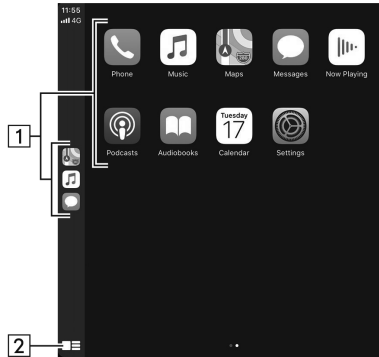 11:55
4G
Phone Music Maps Messages Now Playing
Tuesday
17
Podcasts Audiobooks Calendar Settings
1
2